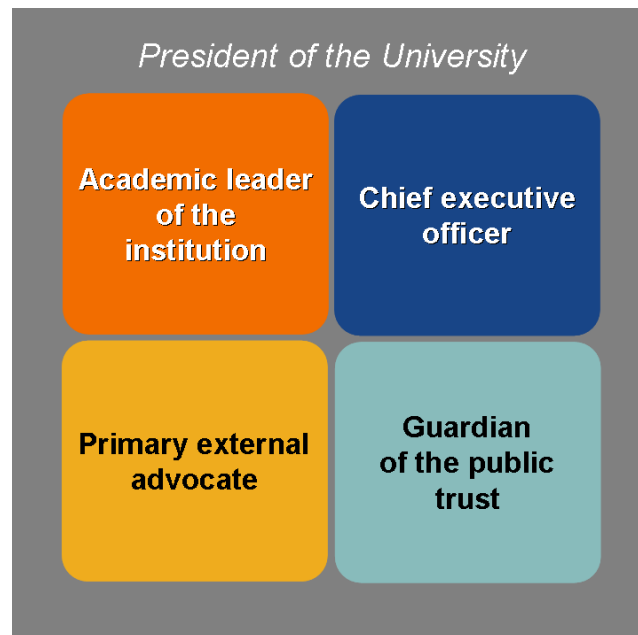 President of the University
Academic leader
of the
institution
Chief executive
officer
Primary external
advocate
Guardian
of the public
trust